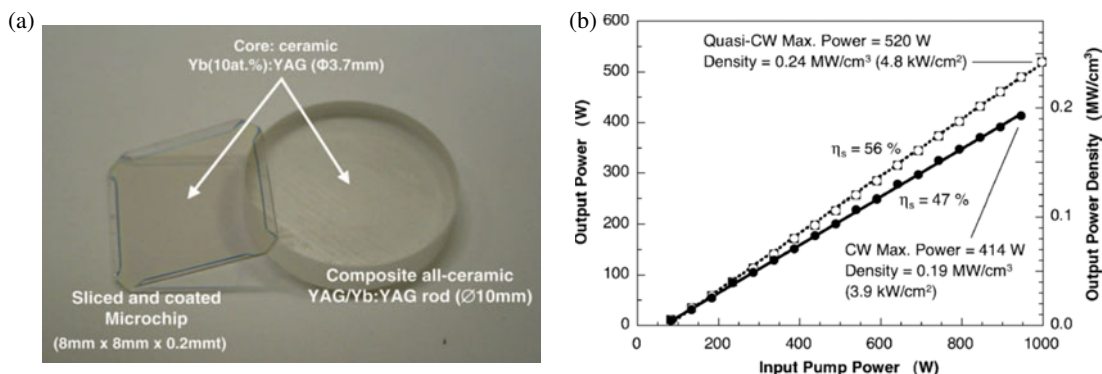 (a)
Core: ceramic
Yb(10at.%):YAG (Φ3.7mm)
Composite all-ceramic
YAG/Yb:YAG rod (∅10mm)
Sliced and coated
Microchip
(8mm x 8mm x 0.2mmt)
(b)
600
500
400
300
200
100
0
Output Power (W)
Quasi-CW Max. Power = 520 W
Density = 0.24 MW/cm³ (4.8 kW/cm²)
ηs = 56 %
ηs = 47 %
CW Max. Power = 414 W
Density = 0.19 MW/cm³
(3.9 kW/cm²)
0.2
0.1
0.0
Output Power Density (MW/cm³)
0 200 400 600 800 1000
Input Pump Power (W)